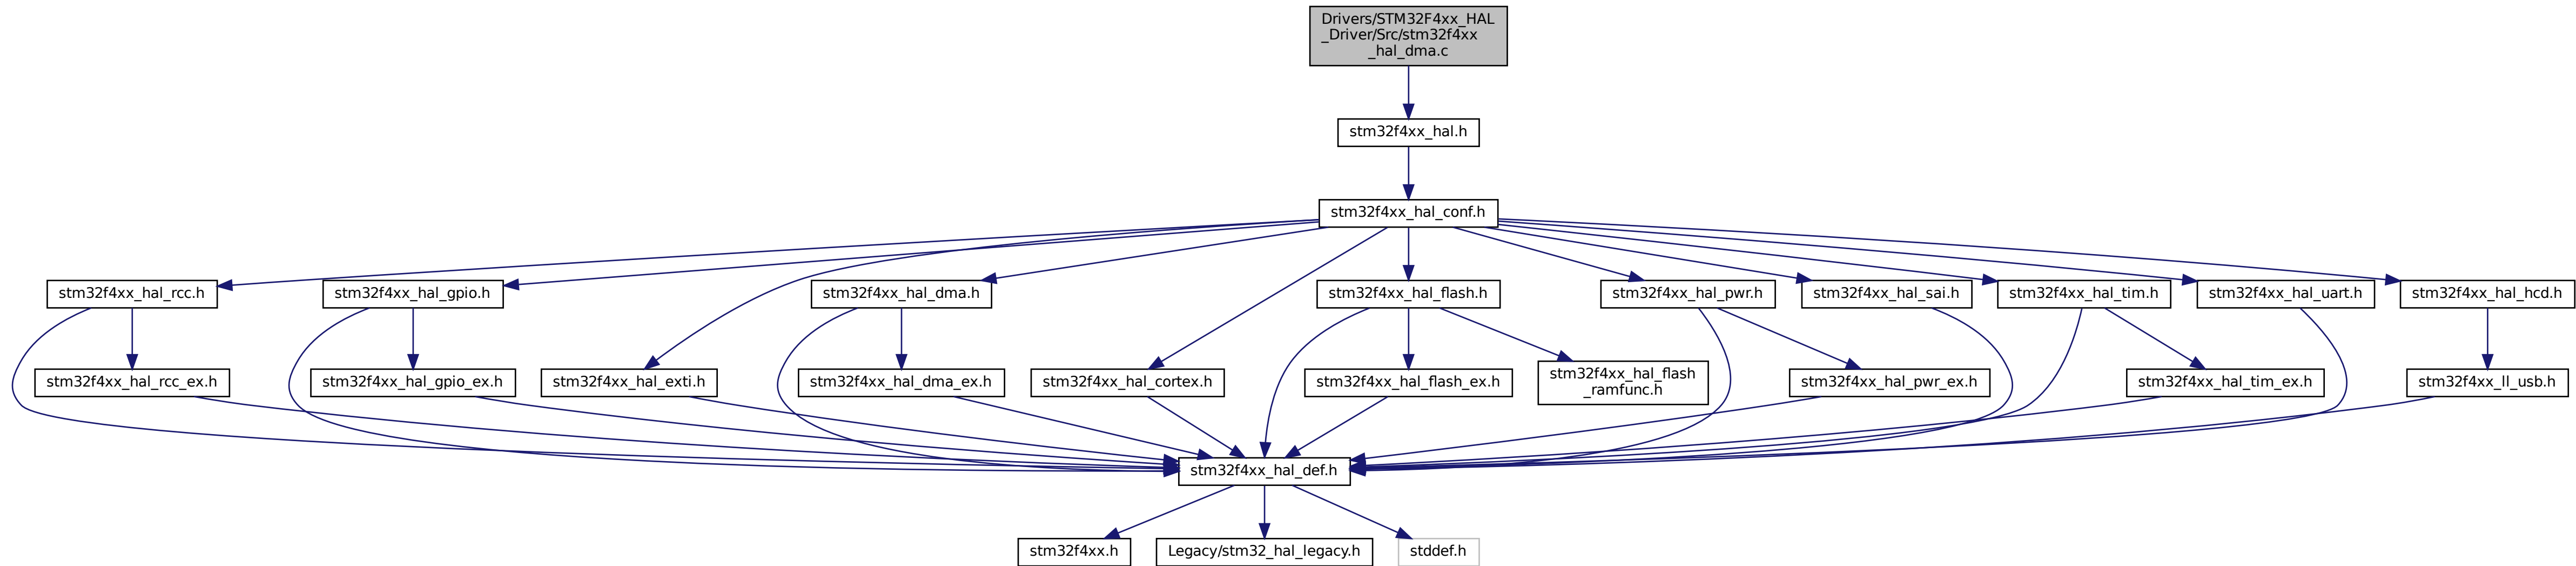 Drivers/STM32F4xx_HAL
_Driver/Src/stm32f4xx
_hal_dma.c
stm32f4xx_hal.h
stm32f4xx_hal_conf.h
stm32f4xx_hal_rcc.h
stm32f4xx_hal_gpio.h
stm32f4xx_hal_dma.h
stm32f4xx_hal_flash.h
stm32f4xx_hal_pwr.h
stm32f4xx_hal_sai.h
stm32f4xx_hal_tim.h
stm32f4xx_hal_uart.h
stm32f4xx_hal_hcd.h
stm32f4xx_hal_rcc_ex.h
stm32f4xx_hal_gpio_ex.h
stm32f4xx_hal_exti.h
stm32f4xx_hal_dma_ex.h
stm32f4xx_hal_cortex.h
stm32f4xx_hal_flash_ex.h
stm32f4xx_hal_flash
_ramfunc.h
stm32f4xx_hal_pwr_ex.h
stm32f4xx_hal_tim_ex.h
stm32f4xx_ll_usb.h
stm32f4xx_hal_def.h
stm32f4xx.h
Legacy/stm32_hal_legacy.h
stddef.h